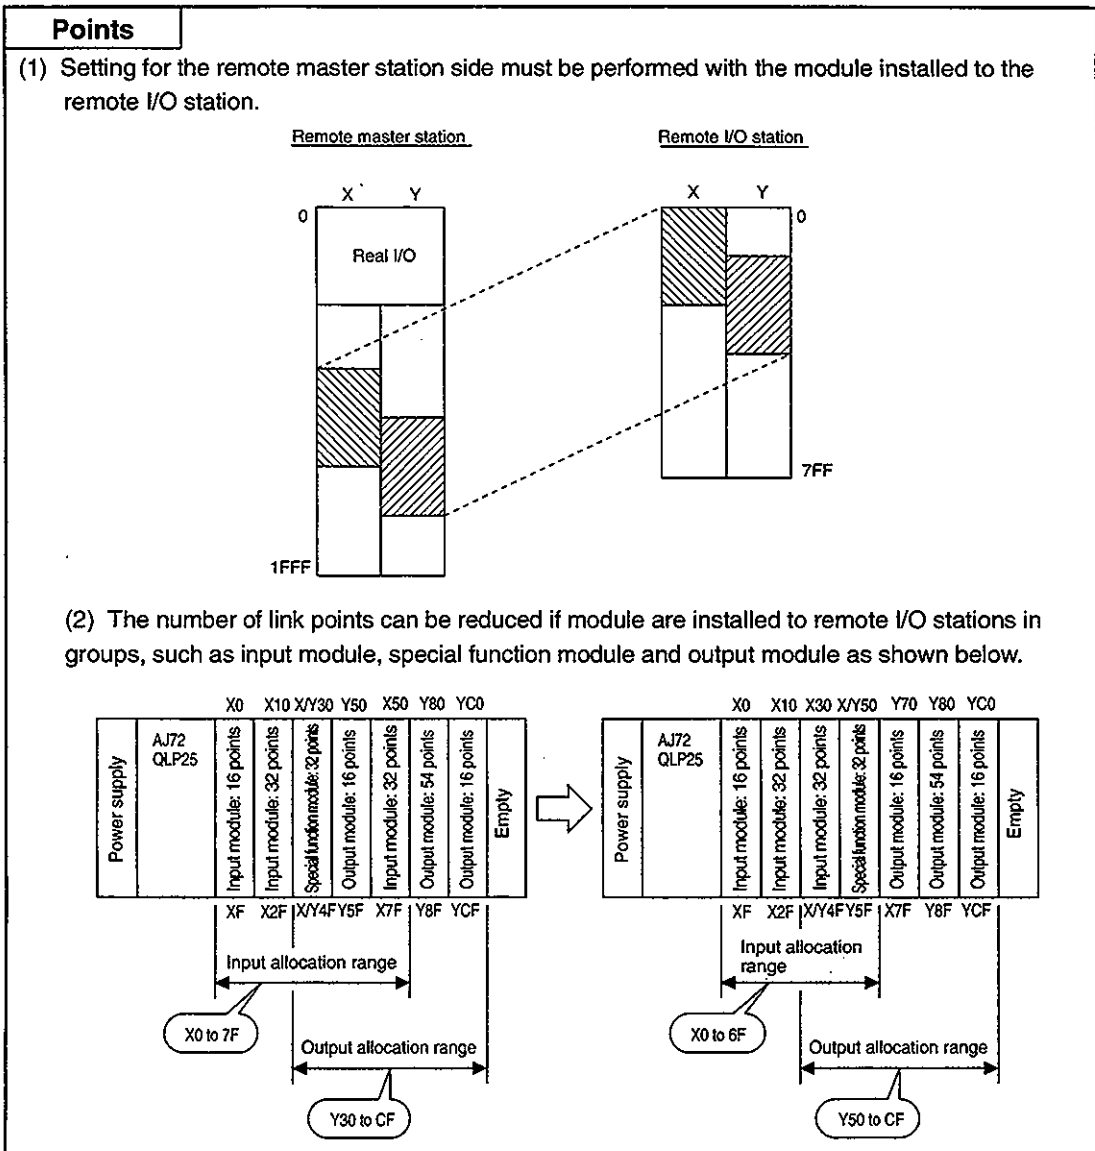 Points
(1) Setting for the remote master station side must be performed with the module installed to the
remote I/O station.
Remote master station
Remote I/O station
X Y
0
Real I/O
1FFF
X Y
0
7FF
(2) The number of link points can be reduced if module are installed to remote I/O stations in
groups, such as input module, special function module and output module as shown below.
X0 X10 X/Y30 Y50 X50 Y80 YC0
Power supply
AJ72
QLP25
Input module: 16 points
Input module: 32 points
Special function module: 32 points
Output module: 16 points
Input module: 32 points
Output module: 54 points
Output module: 16 points
Empty
XF X2F X/Y4F Y5F X7F Y8F YCF
Input allocation range
X0 to 7F
Output allocation range
Y30 to CF
X0 X10 X30 X/Y50 Y70 Y80 YC0
Power supply
AJ72
QLP25
Input module: 16 points
Input module: 32 points
Input module: 32 points
Special function module: 32 points
Output module: 16 points
Output module: 54 points
Output module: 16 points
Empty
XF X2F X/Y4F Y5F X7F Y8F YCF
Input allocation
range
X0 to 6F
Output allocation range
Y50 to CF